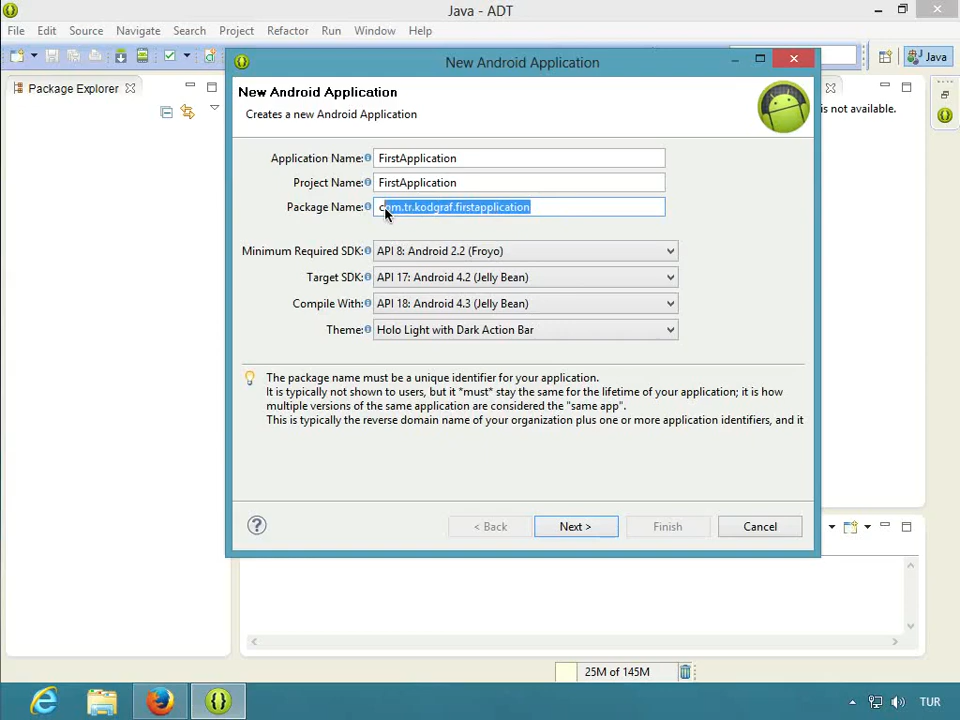 Java - ADT
File Edit Source Navigate Search Project Refactor Run Window Help
Java
Package Explorer
is not available.
New Android Application
New Android Application
Creates a new Android Application
Application Name: FirstApplication
Project Name: FirstApplication
Package Name: com.tr.kodgraf.firstapplication
Minimum Required SDK: API 8: Android 2.2 (Froyo)
Target SDK: API 17: Android 4.2 (Jelly Bean)
Compile With: API 18: Android 4.3 (Jelly Bean)
Theme: Holo Light with Dark Action Bar
The package name must be a unique identifier for your application.
It is typically not shown to users, but it *must* stay the same for the lifetime of your application; it is how
multiple versions of the same application are considered the "same app".
This is typically the reverse domain name of your organization plus one or more application identifiers, and it
< Back Next > Finish Cancel
25M of 145M
TUR